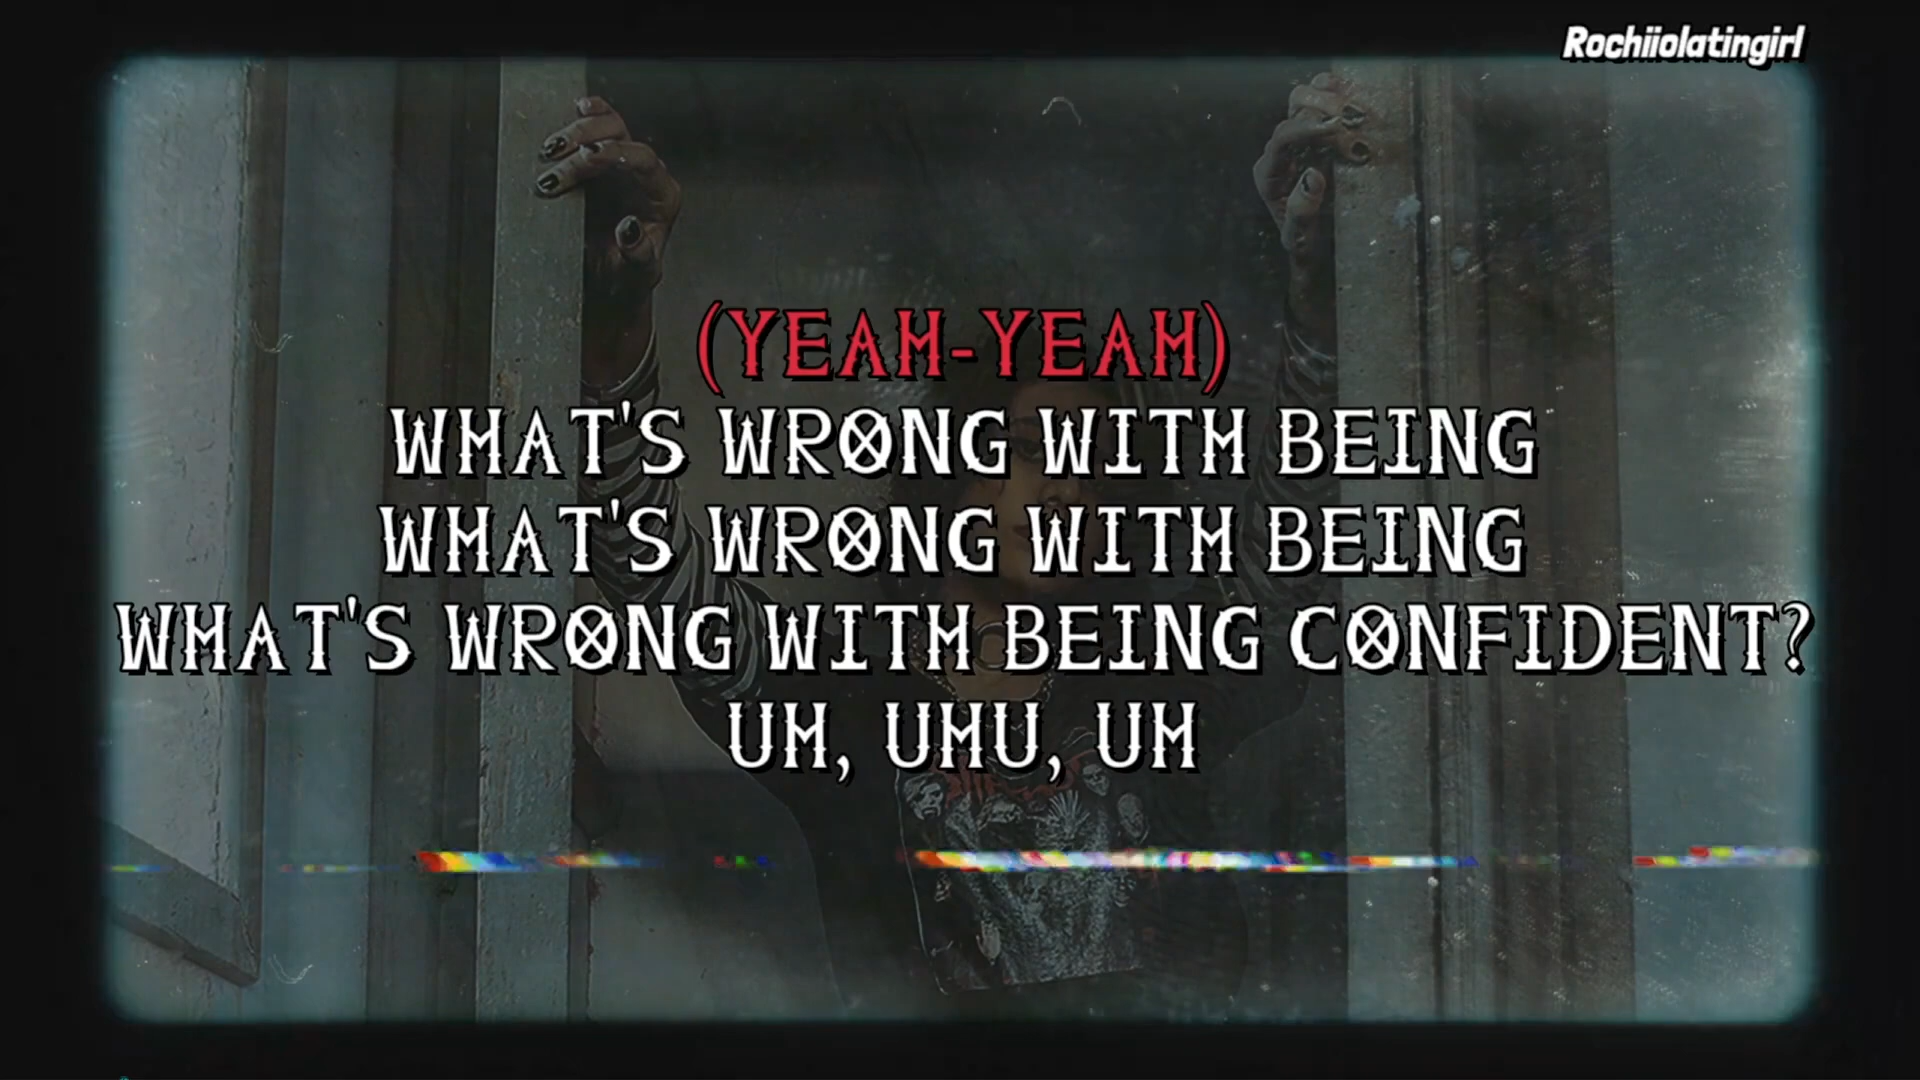 Rochiiolatingirl
(YEAH-YEAH)
WHAT'S WRONG WITH BEING
WHAT'S WRONG WITH BEING
WHAT'S WRONG WITH BEING CONFIDENT?
UH, UHU, UH